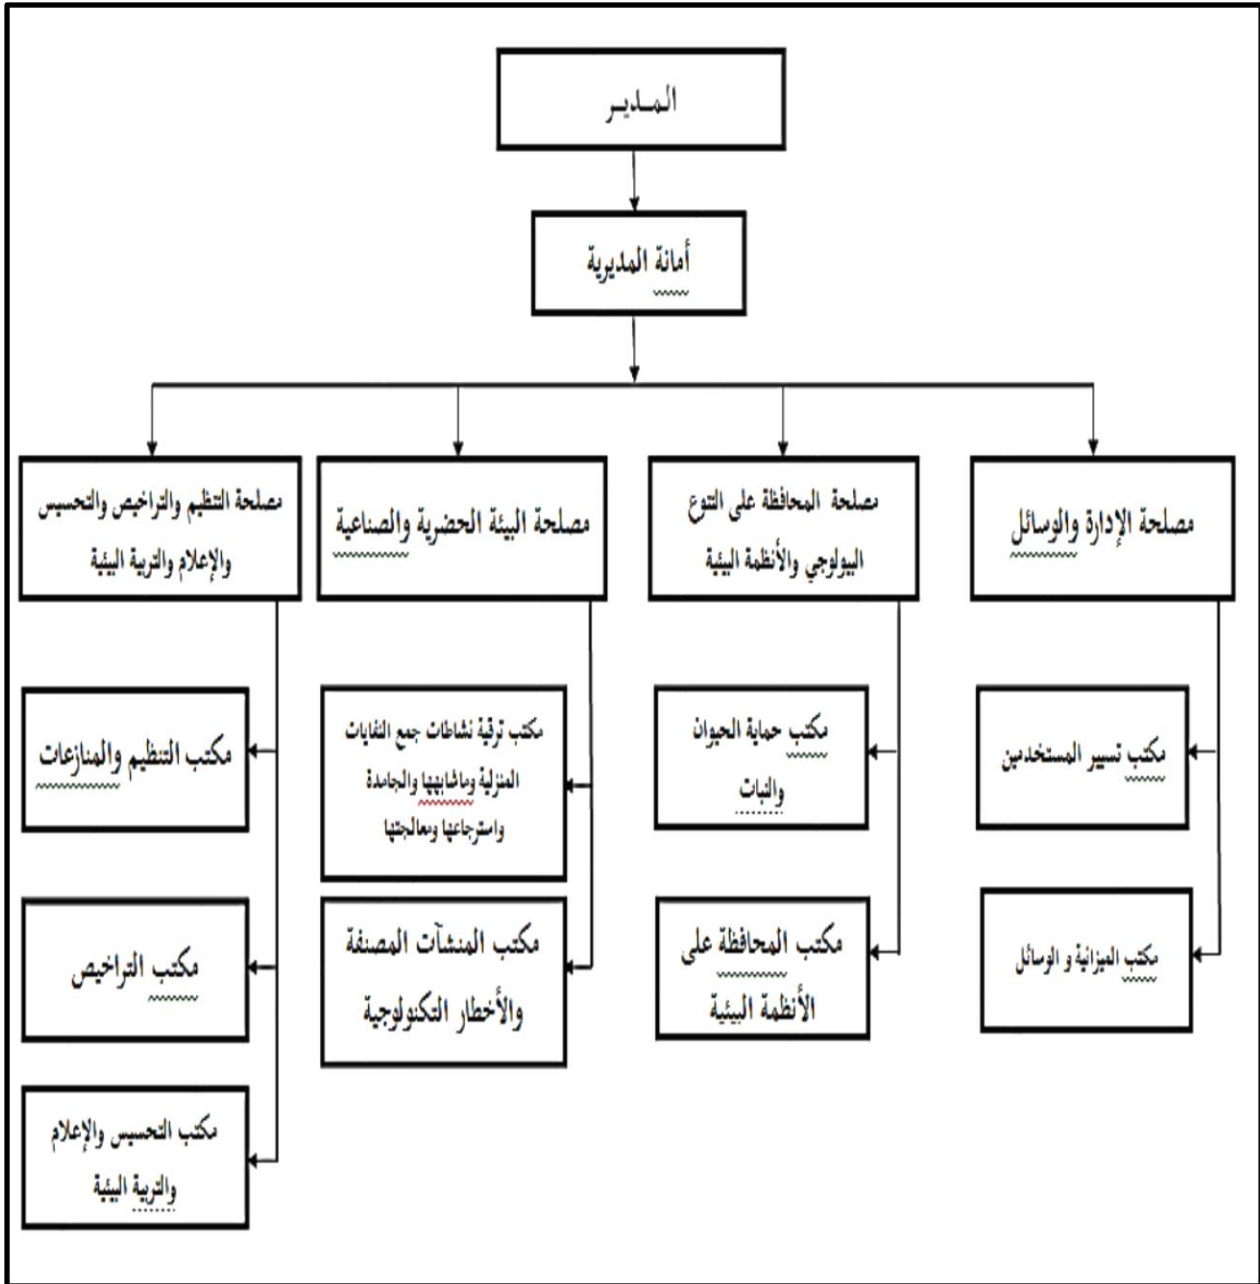 المـديـر
أمانة المديرية
مصلحة الإدارة والوسائل
مصلحة المحافظة على التنوع
البيولوجي والأنظمة البيئية
مصلحة البيئة الحضرية والصناعية
مصلحة التنظيم والتراخيص والتحسيس
والإعلام والتربية البيئية
مكتب تسيير المستخدمين
مكتب الميزانية و الوسائل
مكتب حماية الحيوان
والنبات
مكتب المحافظة على
الأنظمة البيئية
مكتب ترقية نشاطات جمع النفايات
المنزلية وماشابهها والجامدة
واسترجاعها ومعالجتها
مكتب المنشآت المصنفة
والأخطار التكنولوجية
مكتب التنظيم والمنازعات
مكتب التراخيص
مكتب التحسيس والإعلام
والتربية البيئية